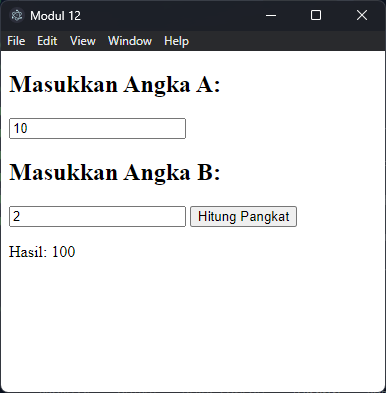 Modul 12
File Edit View Window Help
Masukkan Angka A:
10
Masukkan Angka B:
2 Hitung Pangkat
Hasil: 100